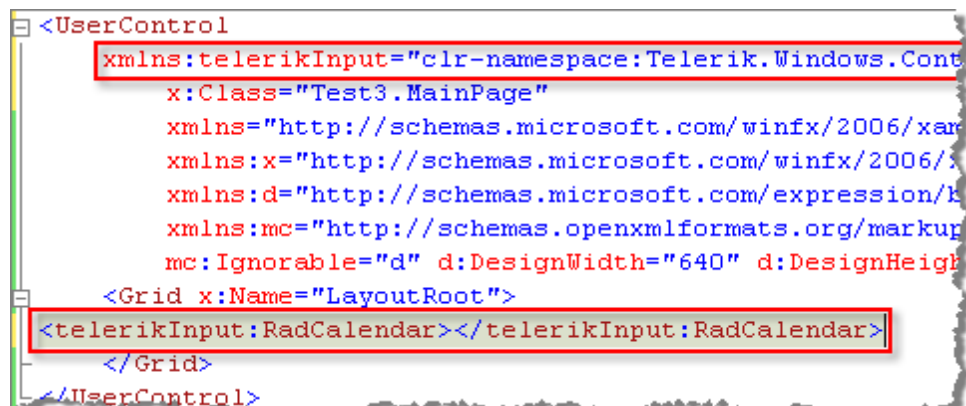 <UserControl
xmlns:telerikInput="clr-namespace:Telerik.Windows.Cont
x:Class="Test3.MainPage"
xmlns="http://schemas.microsoft.com/winfx/2006/xam
xmlns:x="http://schemas.microsoft.com/winfx/2006/
xmlns:d="http://schemas.microsoft.com/expression/b
xmlns:mc="http://schemas.openxmlformats.org/markup
mc:Ignorable="d" d:DesignWidth="640" d:DesignHeigh
<Grid x:Name="LayoutRoot">
<telerikInput:RadCalendar></telerikInput:RadCalendar>
</Grid>
</UserControl>